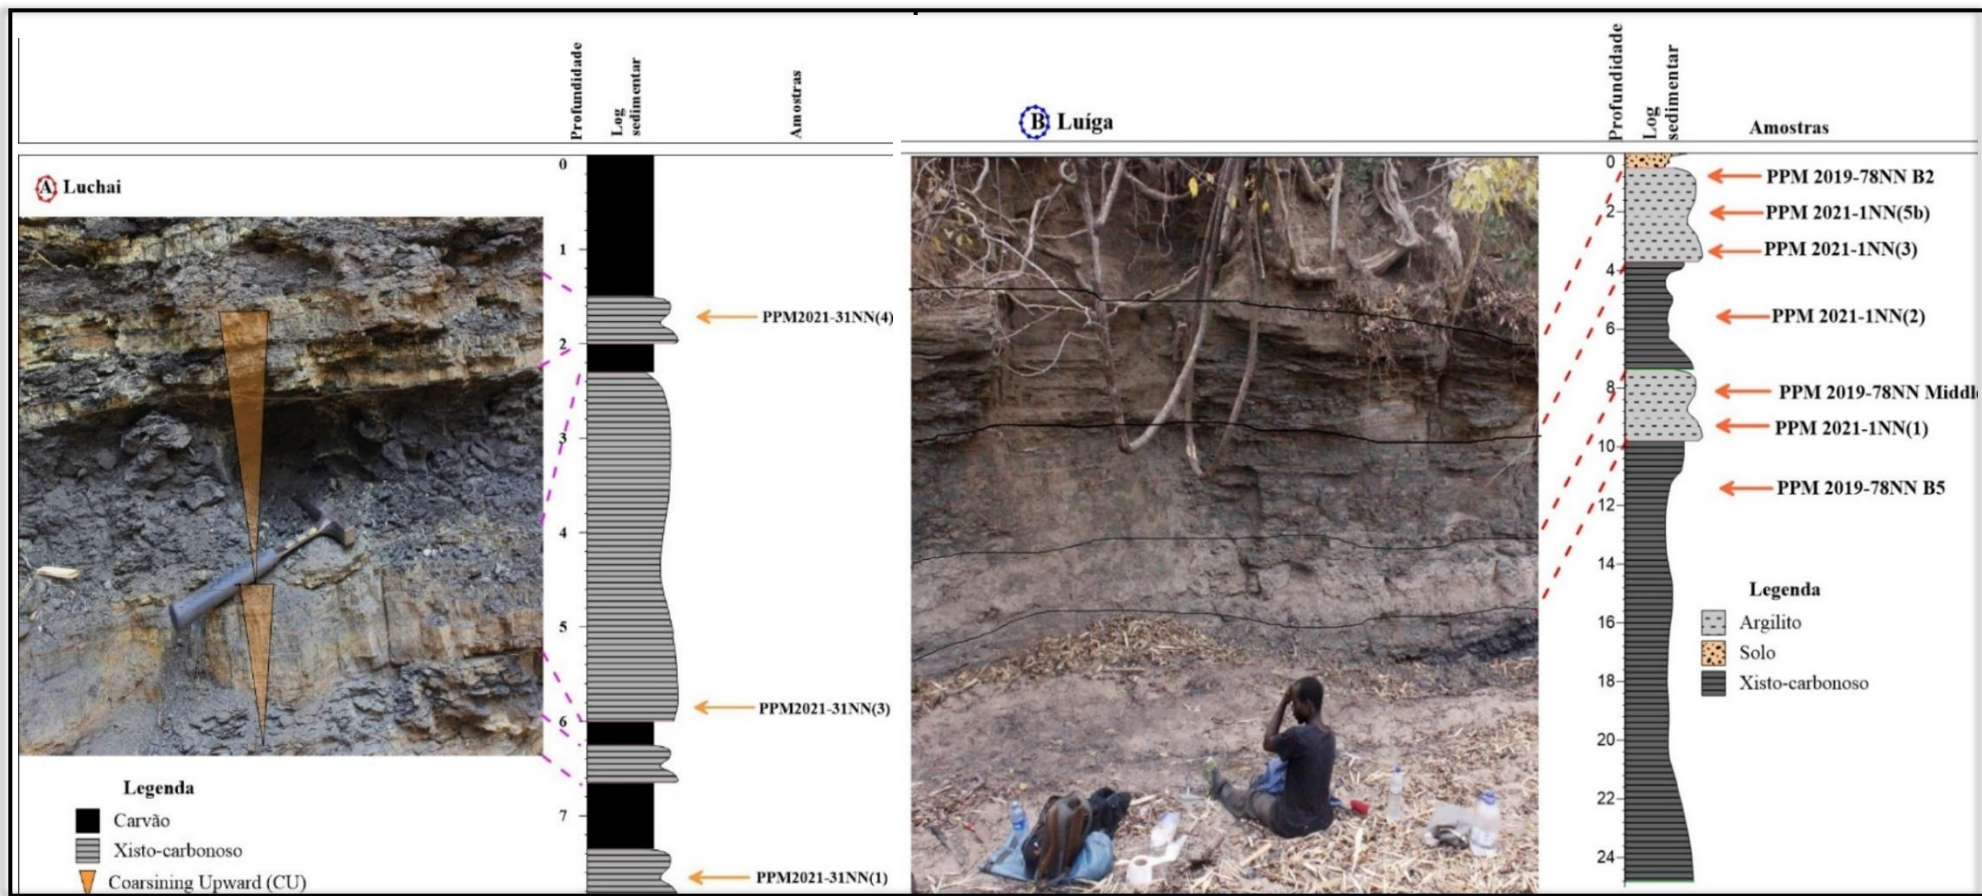 Profundidade
Log
sedimentar
Amostras
A Luchai
0
1
2
3
4
5
6
7
PPM2021-31NN(4)
PPM2021-31NN(3)
PPM2021-31NN(1)
Legenda
Carvão
Xisto-carbonoso
Coarsining Upward (CU)
B Luíga
Profundidade
Log
sedimentar
Amostras
0
2
4
6
8
10
12
14
16
18
20
22
24
PPM 2019-78NN B2
PPM 2021-1NN(5b)
PPM 2021-1NN(3)
PPM 2021-1NN(2)
PPM 2019-78NN Middl
PPM 2021-1NN(1)
PPM 2019-78NN B5
Legenda
Argilito
Solo
Xisto-carbonoso